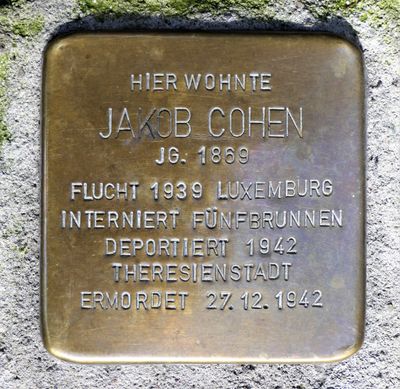 HIER WOHNTE
JAKOB COHEN
JG. 1869
FLUCHT 1939 LUXEMBURG
INTERNIERT FÜNFBRUNNEN
DEPORTIERT 1942
THERESIENSTADT
ERMORDET 27.12.1942